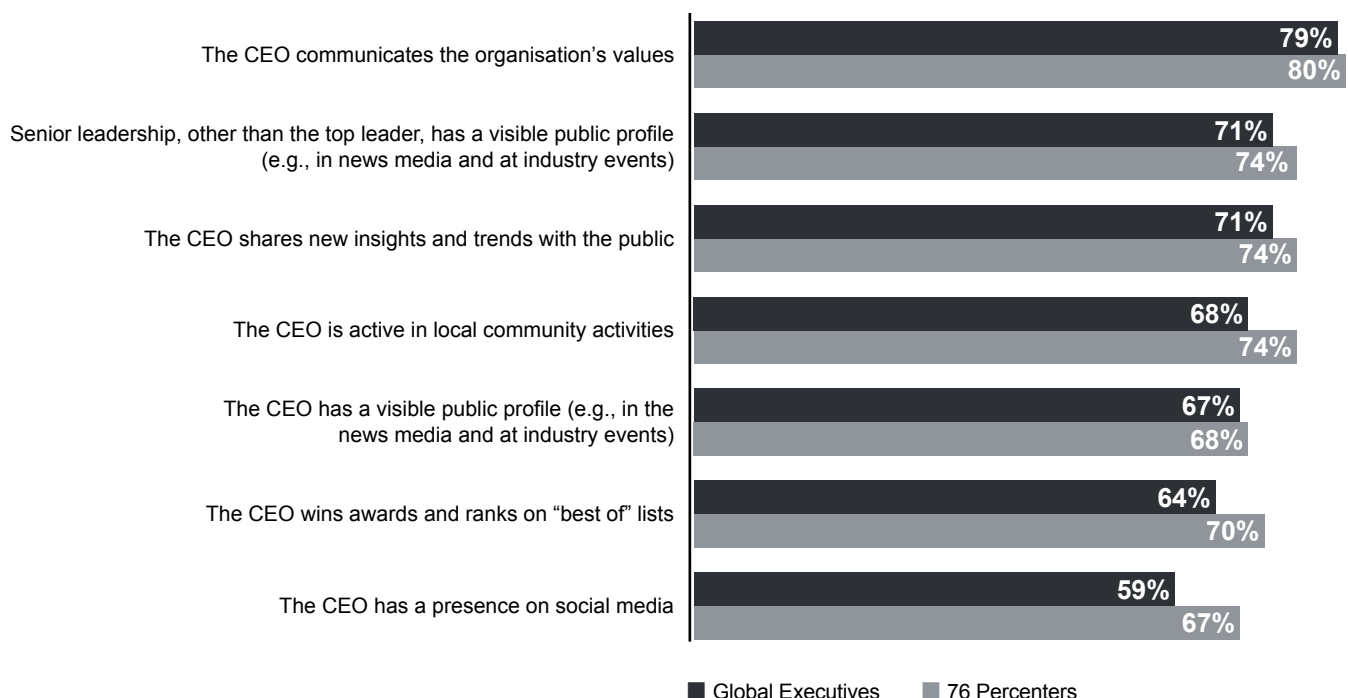 The CEO communicates the organisation's values
79%
80%
Senior leadership, other than the top leader, has a visible public profile
(e.g., in news media and at industry events)
71%
74%
The CEO shares new insights and trends with the public
71%
74%
The CEO is active in local community activities
68%
74%
The CEO has a visible public profile (e.g., in the
news media and at industry events)
67%
68%
The CEO wins awards and ranks on “best of” lists
64%
70%
The CEO has a presence on social media
59%
67%
Global Executives 76 Percenters